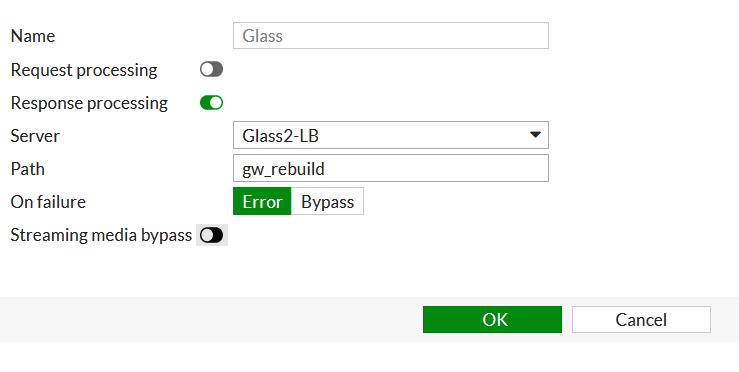 Name Glass
Request processing
Response processing
Server Glass2-LB
Path gw_rebuild
On failure Error Bypass
Streaming media bypass
OK Cancel